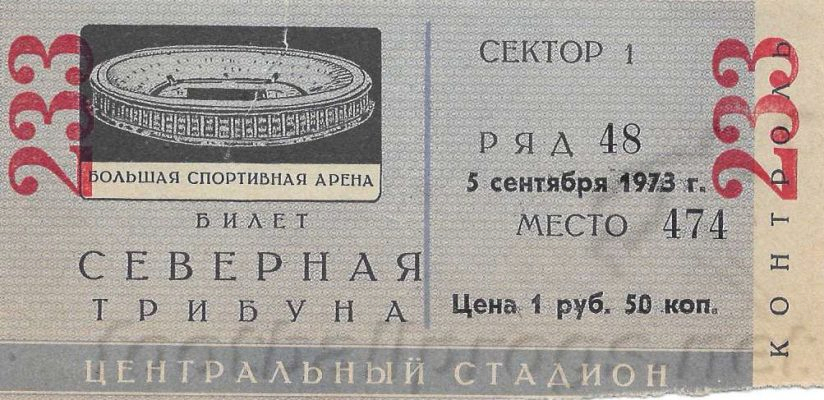 233
БОЛЬШАЯ СПОРТИВНАЯ АРЕНА
БИЛЕТ
СЕВЕРНАЯ
ТРИБУНА
СЕКТОР 1
РЯД 48
5 сентября 1973 г.
МЕСТО 474
Цена 1 руб. 50 коп.
233
КОНТРОЛЬ
ЦЕНТРАЛЬНЫЙ СТАДИОН